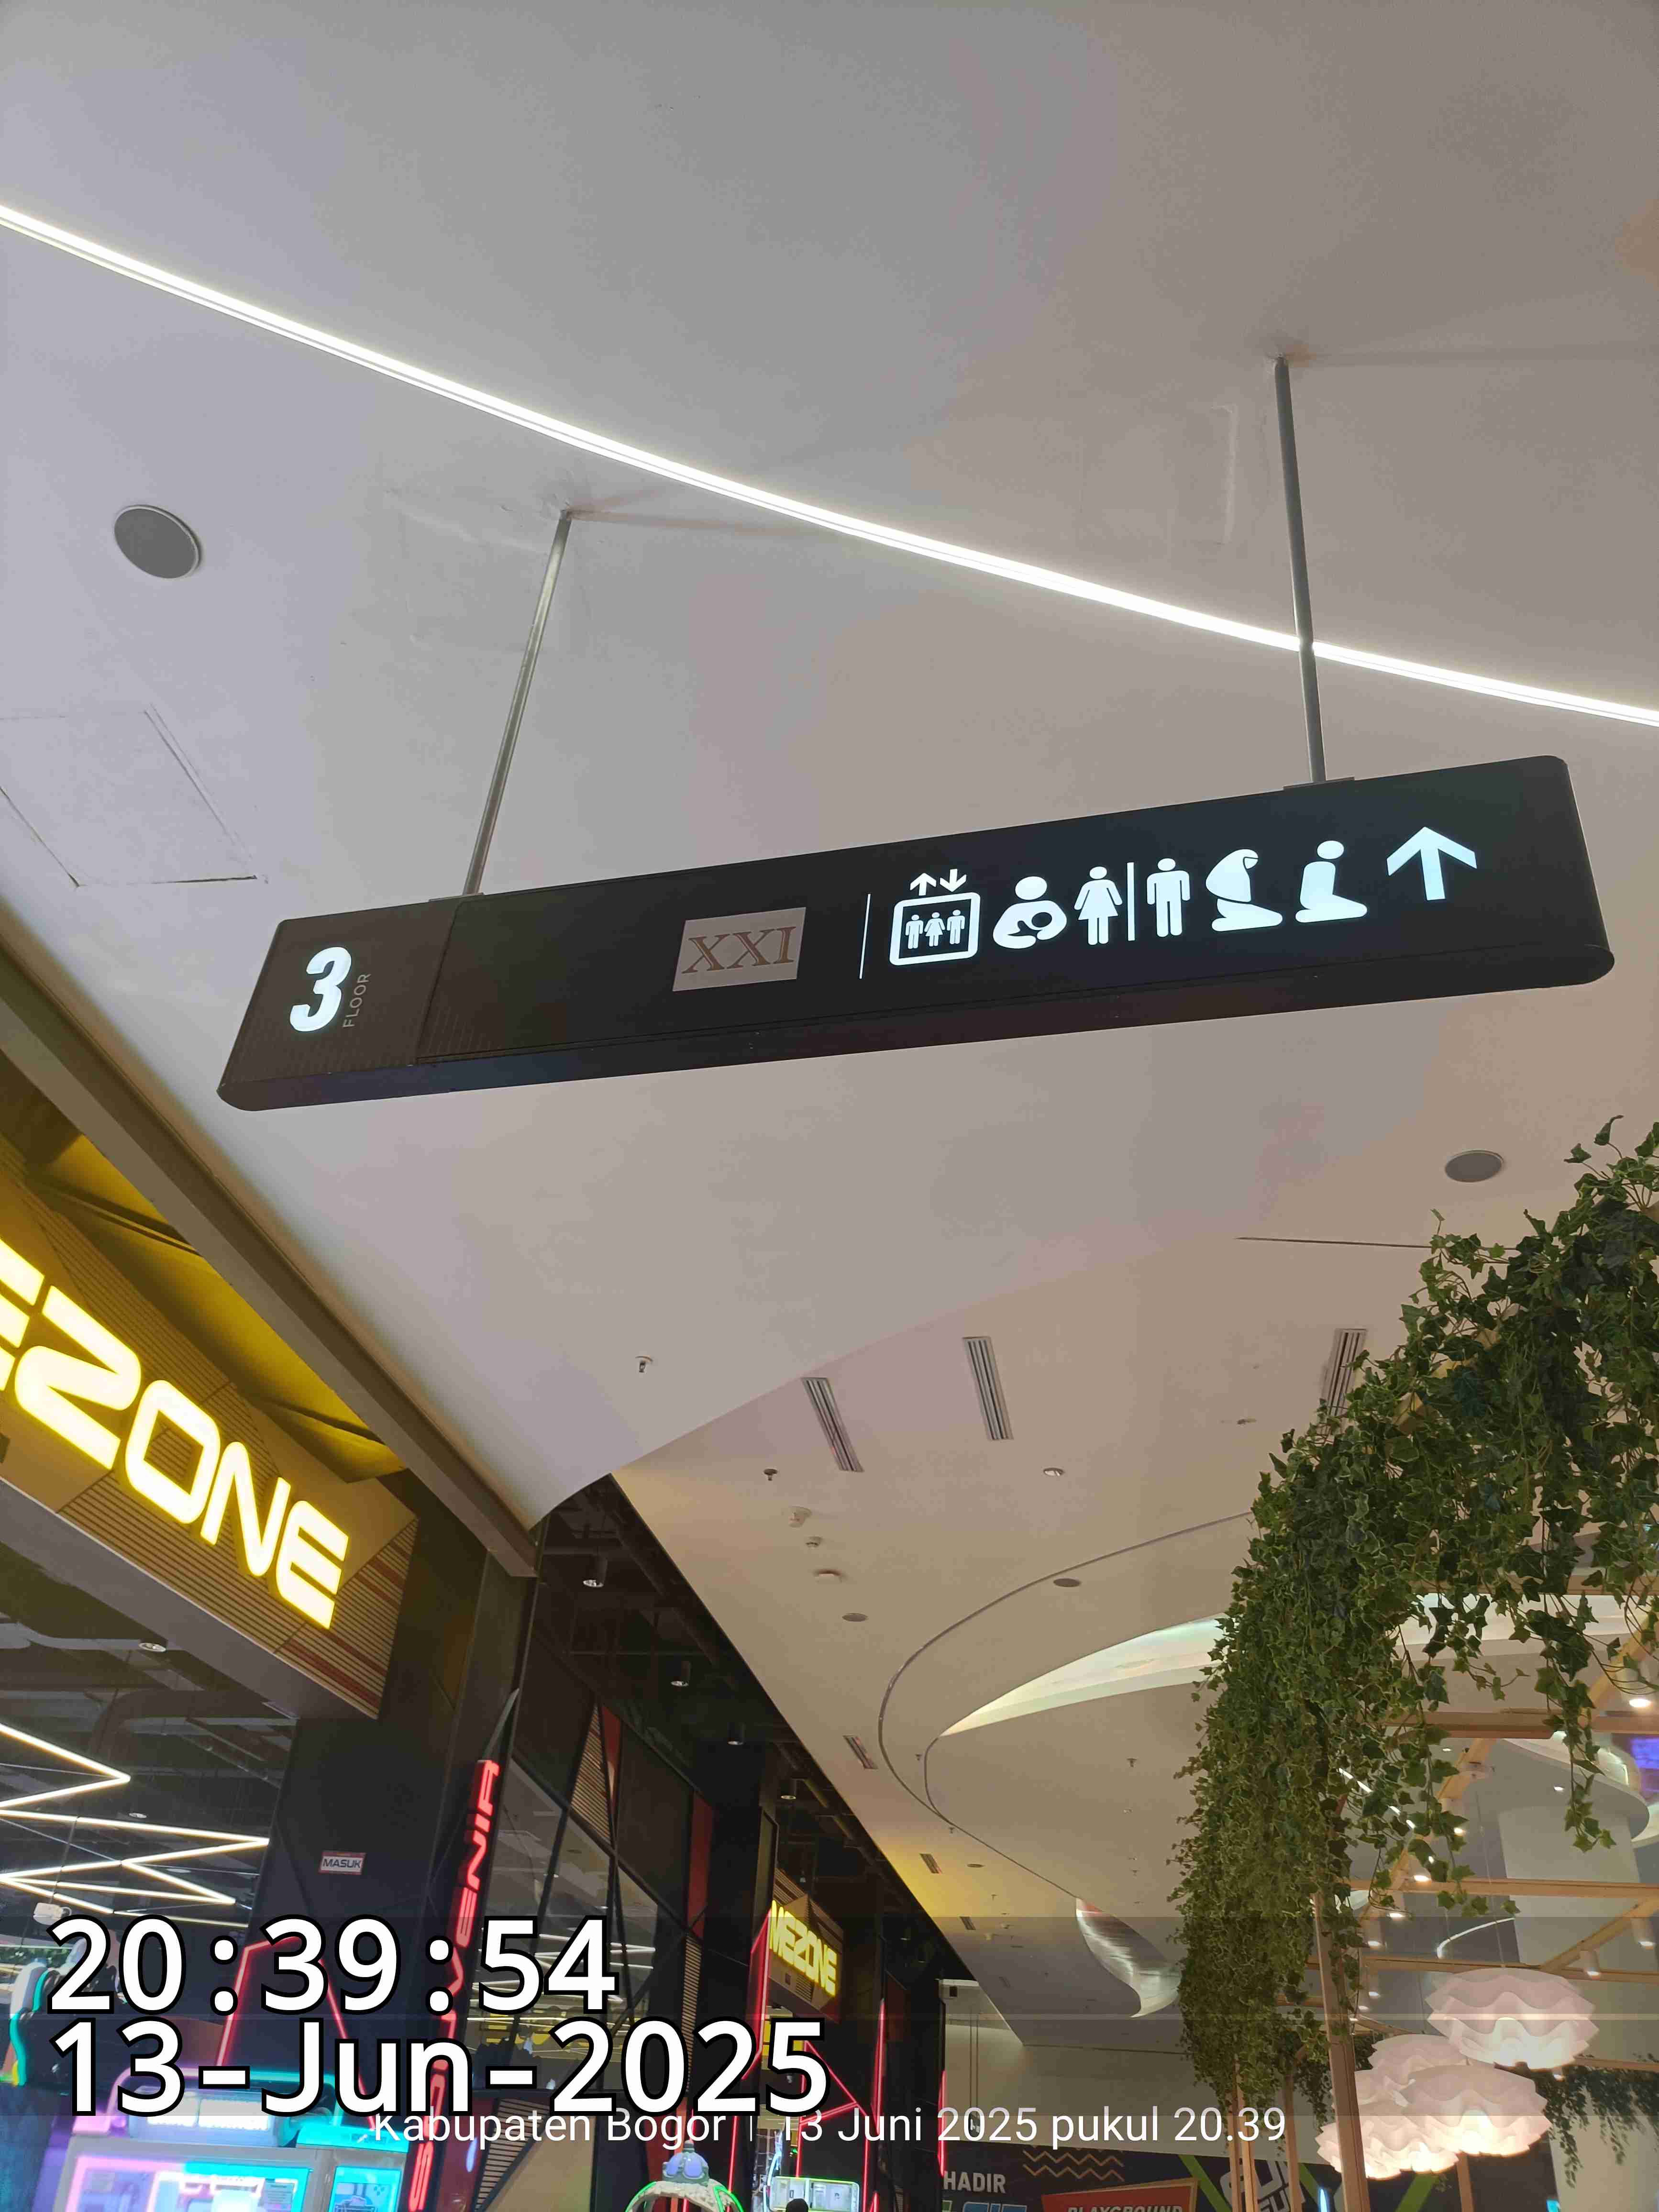 3
FLOOR
XXI
EZONE
MASUK
MEZONE
20:39:54
13-Jun-2025
Kabupaten Bogor | 13 Juni 2025 pukul 20.39
HADIR
PLAYGROUND